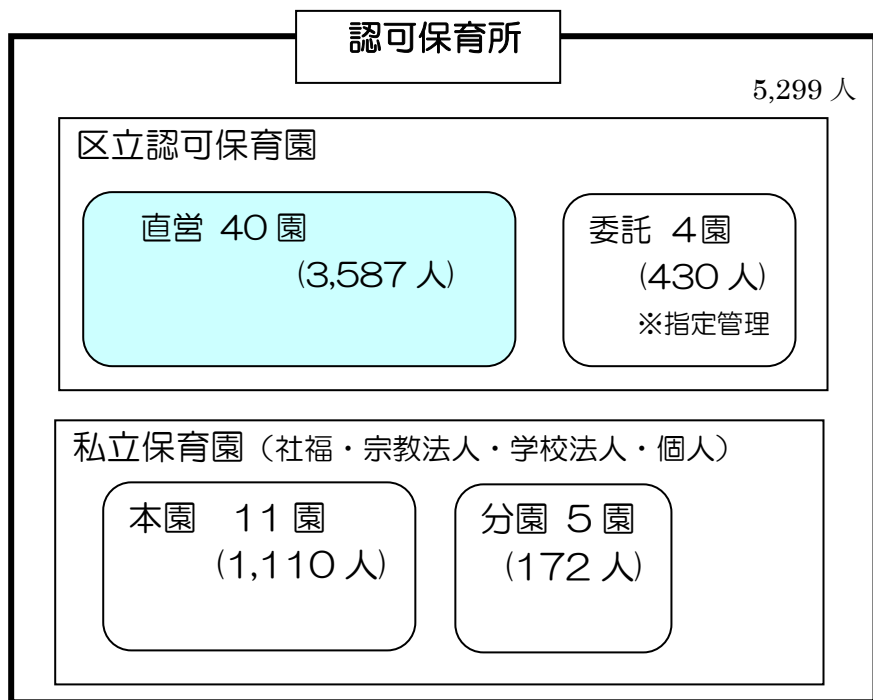 認可保育所
5,299 人
区立認可保育園
直営 40 園
(3,587 人)
委託 4園
(430 人)
※指定管理
私立保育園（社福・宗教法人・学校法人・個人）
本園 11 園
(1,110 人)
分園 5 園
(172 人)